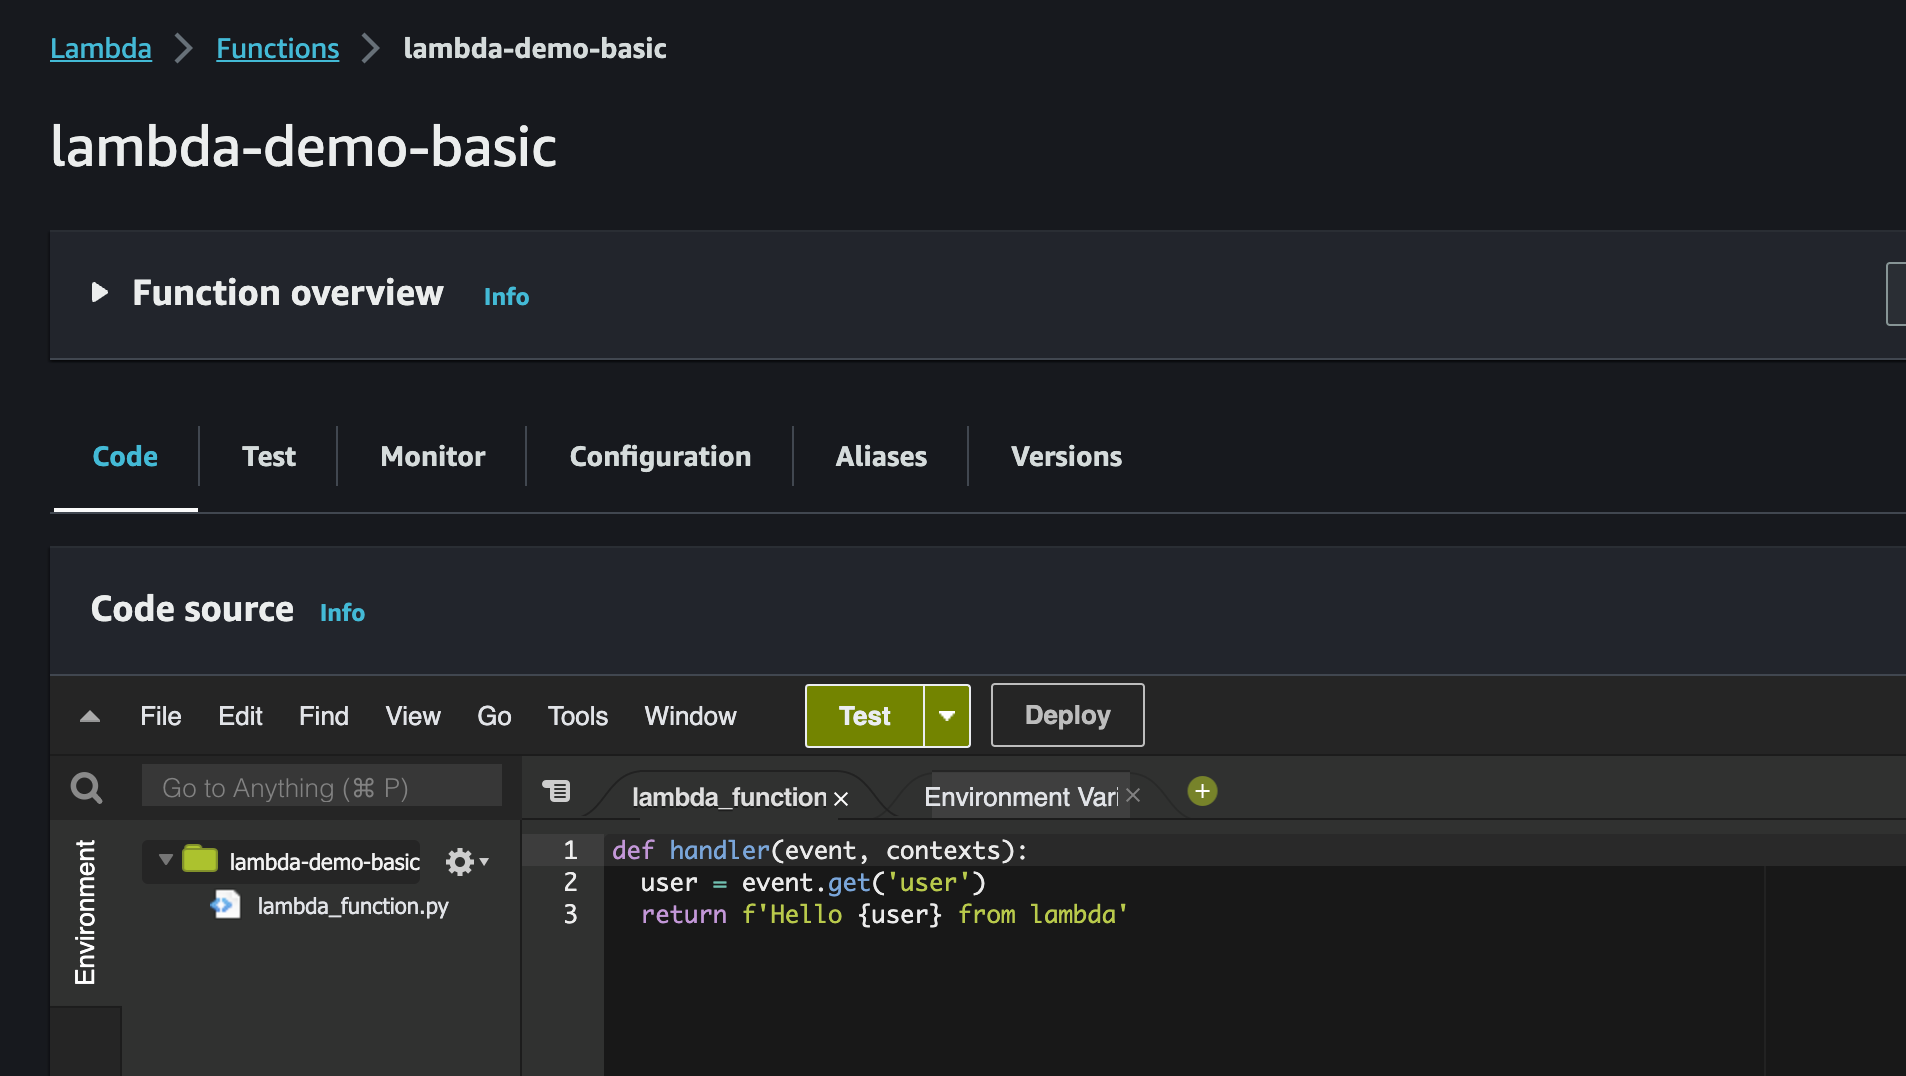 Lambda Functions lambda-demo-basic
lambda-demo-basic
Function overview Info
Code Test Monitor Configuration Aliases Versions
Code source Info
File Edit Find View Go Tools Window Test Deploy
Go to Anything (⌘ P)
lambda_function × Environment Vari ×
Environment
lambda-demo-basic
lambda_function.py
1 def handler(event, contexts):
2   user = event.get('user')
3   return f'Hello {user} from lambda'